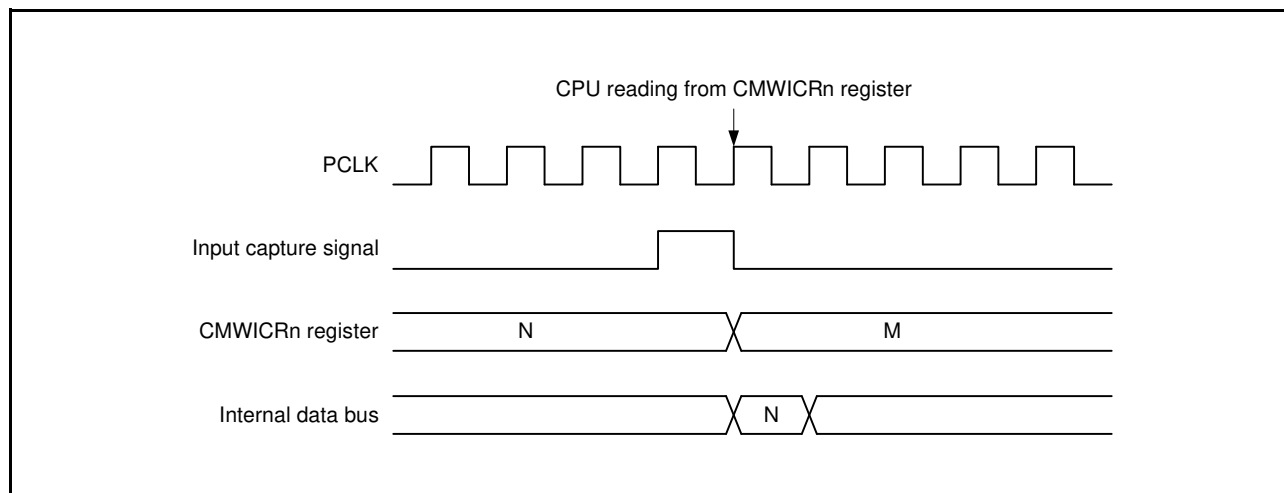 CPU reading from CMWICRn register
PCLK
Input capture signal
CMWICRn register
N
M
Internal data bus
N